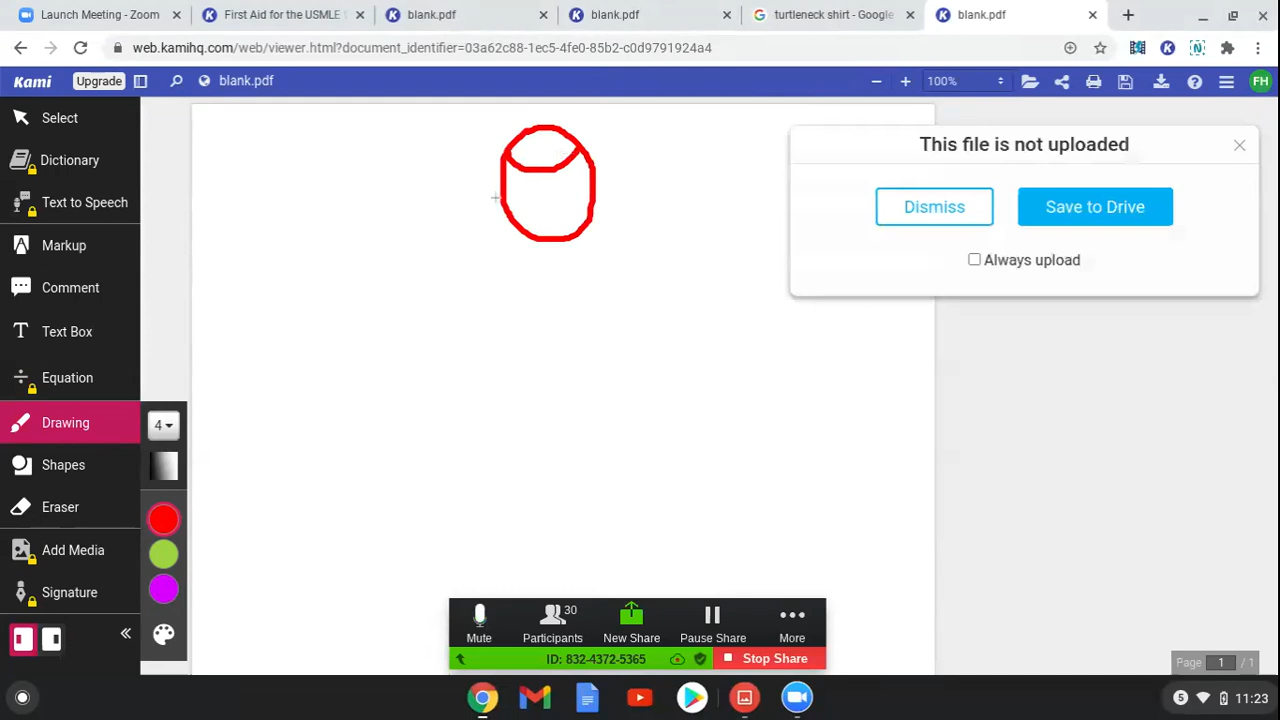 Launch Meeting - Zoom
First Aid for the USMLE
blank.pdf
blank.pdf
turtleneck shirt - Google
blank.pdf
web.kamihq.com/web/viewer.html?document_identifier=03a62c88-1ec5-4fe0-85b2-c0d9791924a4
Kami Upgrade blank.pdf 100% FH
Select
Dictionary
Text to Speech
Markup
Comment
T Text Box
Equation
Drawing
Shapes
Eraser
Add Media
Signature
4
This file is not uploaded
Dismiss Save to Drive
Always upload
30
Mute Participants New Share Pause Share More
ID: 832-4372-5365 Stop Share
Page 1 / 1
5 11:23